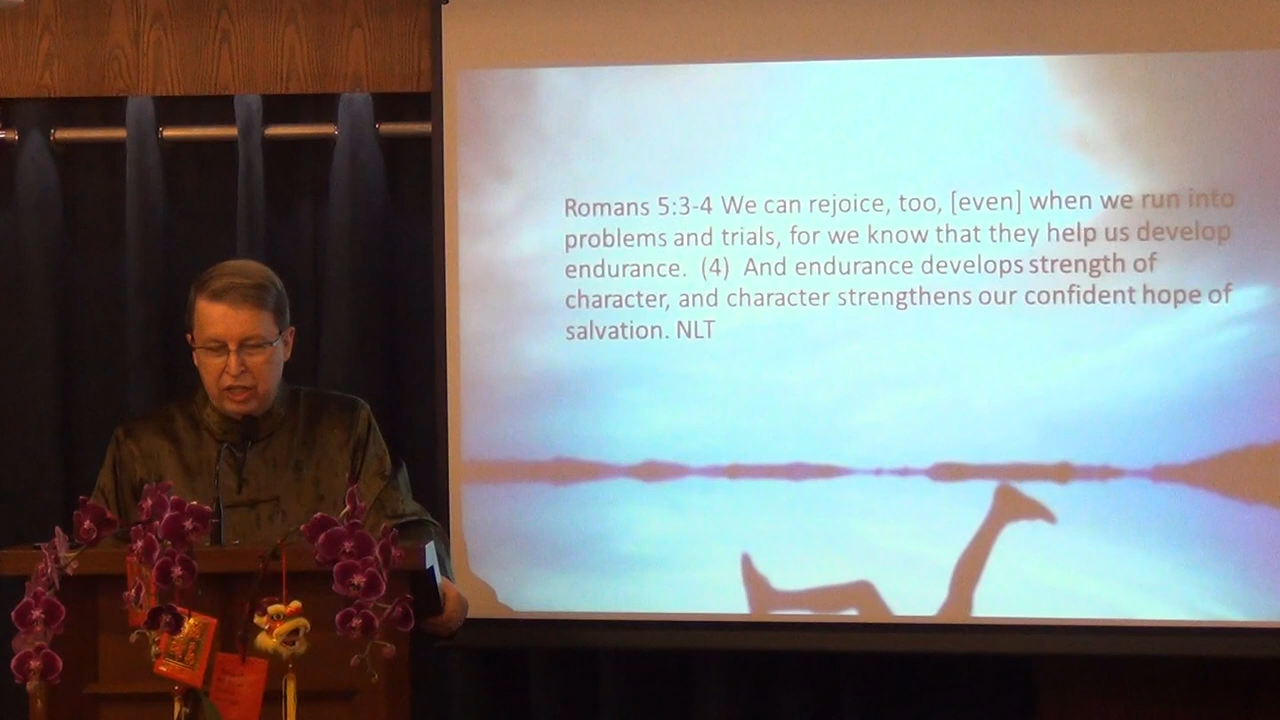 Romans 5:3-4 We can rejoice, too, [even] when we run into
problems and trials, for we know that they help us develop
endurance.  (4)  And endurance develops strength of
character, and character strengthens our confident hope of
salvation. NLT